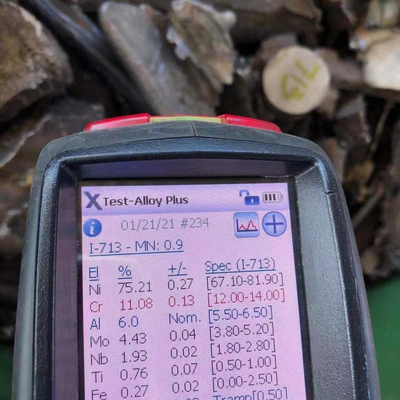 X Test-Alloy Plus
01/21/21 #234
I-713 - MN: 0.9
El % +/- Spec (I-713)
Ni 75.21 0.27 [67.10-81.90]
Cr 11.08 0.13 [12.00-14.00]
Al 6.0 Nom. [5.50-6.50]
Mo 4.43 0.04 [3.80-5.20]
Nb 1.93 0.02 [1.80-2.80]
Ti 0.76 0.07 [0.50-1.00]
Fe 0.27 0.02 [0.00-2.50]
Tramp[0.50]